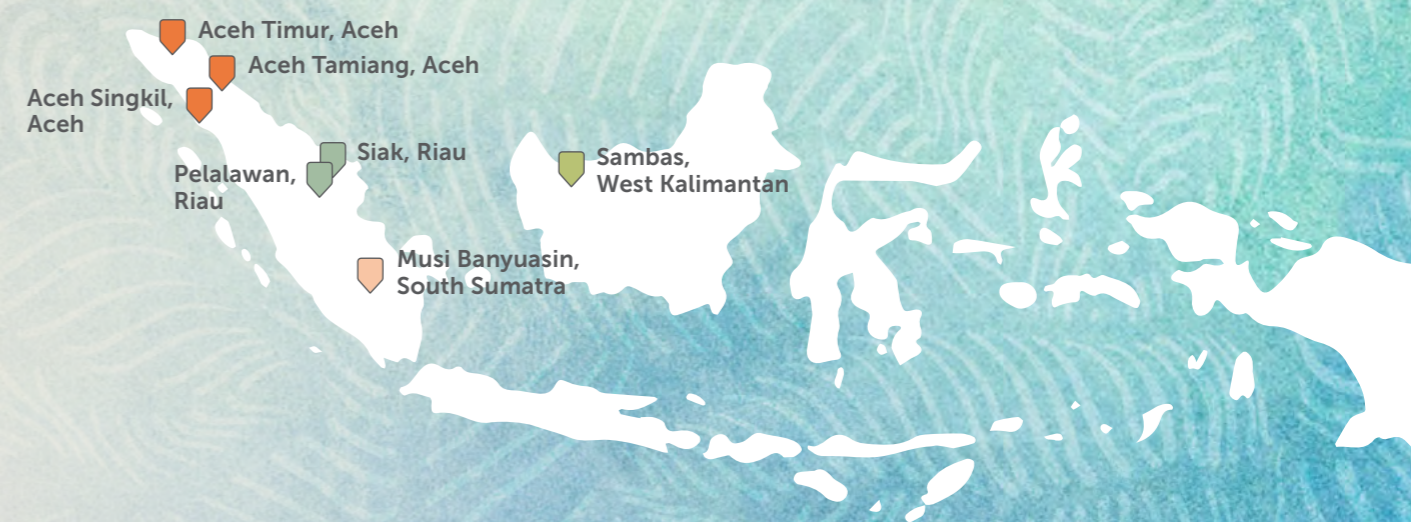 Aceh Timur, Aceh
Aceh Tamiang, Aceh
Aceh Singkil,
Aceh
Siak, Riau
Pelalawan,
Riau
Sambas,
West Kalimantan
Musi Banyuasin,
South Sumatra